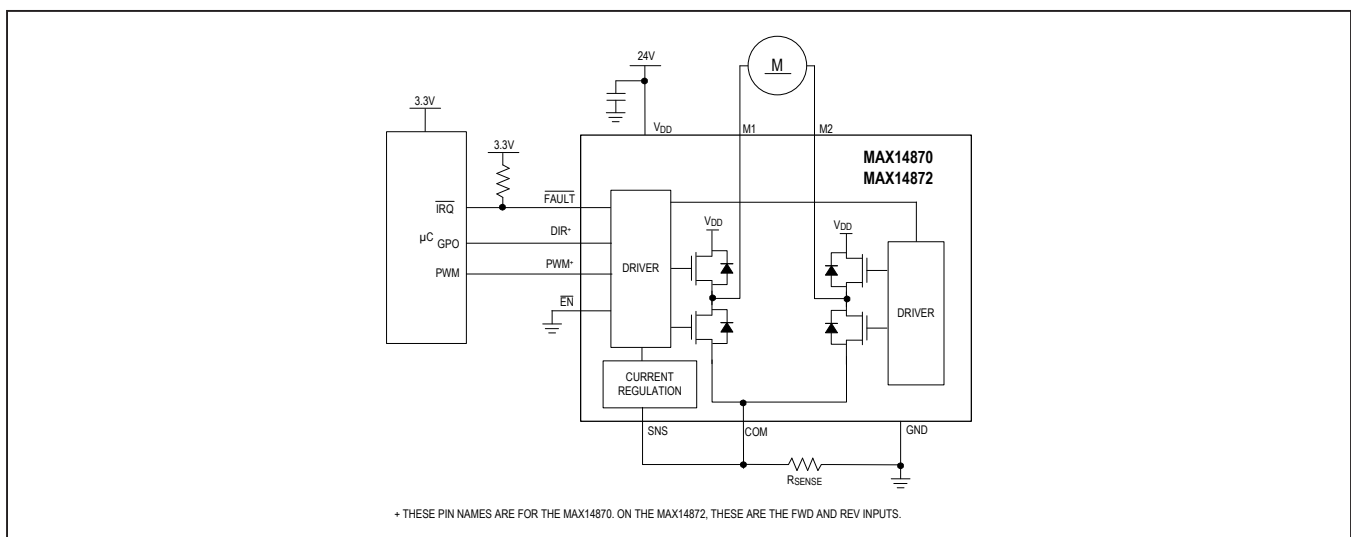 24V
M
3.3V
VDD
M1
M2
3.3V
MAX14870
MAX14872
IRQ
FAULT
µC
GPO
DIR+
PWM
PWM+
EN
DRIVER
VDD
VDD
DRIVER
CURRENT
REGULATION
SNS
COM
GND
RSENSE
+ THESE PIN NAMES ARE FOR THE MAX14870. ON THE MAX14872, THESE ARE THE FWD AND REV INPUTS.